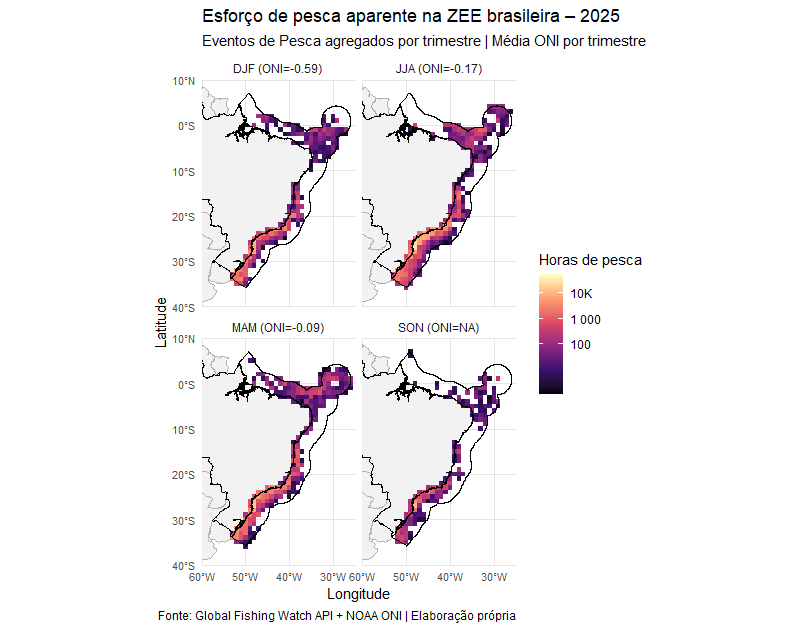 Esforço de pesca aparente na ZEE brasileira – 2025
Eventos de Pesca agregados por trimestre | Média ONI por trimestre
DJF (ONI=-0.59)
JJA (ONI=-0.17)
10°N
0°S
10°S
20°S
30°S
40°S
MAM (ONI=-0.09)
SON (ONI=NA)
10°N
0°S
10°S
20°S
30°S
40°S
60°W
50°W
40°W
30°W
60°W
50°W
40°W
30°W
Latitude
Longitude
Horas de pesca
10K
1 000
100
Fonte: Global Fishing Watch API + NOAA ONI | Elaboração própria